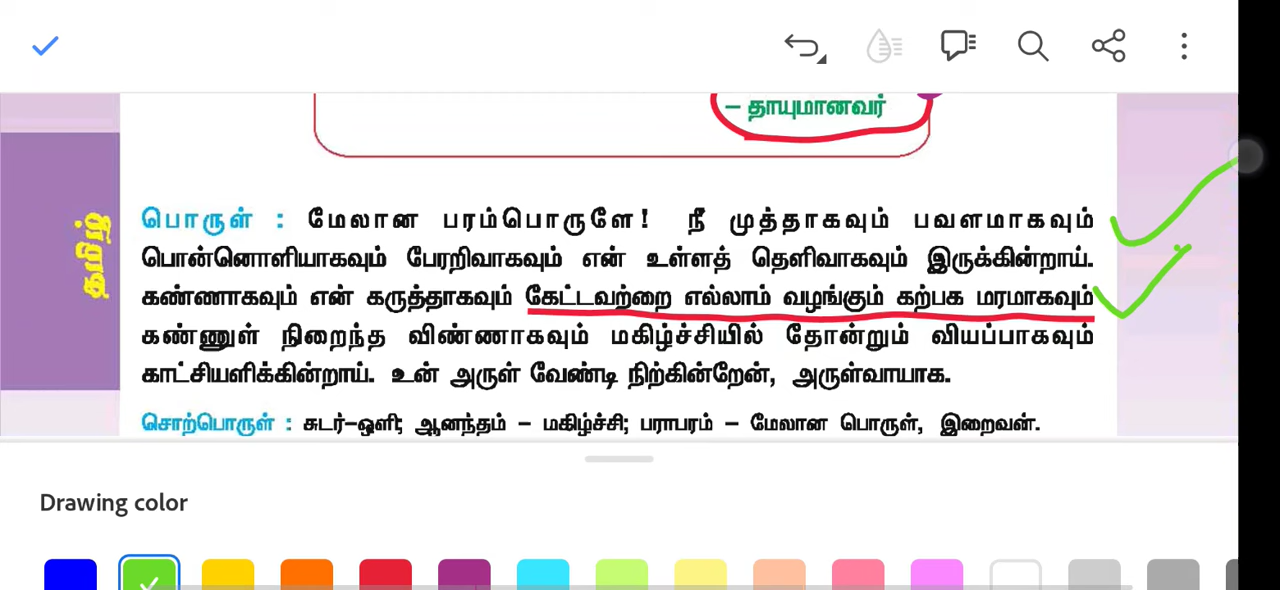 – தாயுமானவர்
தமிழ்
பொருள் : மேலான பரம்பொருளே! நீ முத்தாகவும் பவளமாகவும்
பொன்னொளியாகவும் பேரறிவாகவும் என் உள்ளத் தெளிவாகவும் இருக்கின்றாய்.
கண்ணாகவும் என் கருத்தாகவும் கேட்டவற்றை எல்லாம் வழங்கும் கற்பக மரமாகவும்
கண்ணுள் நிறைந்த விண்ணாகவும் மகிழ்ச்சியில் தோன்றும் வியப்பாகவும்
காட்சியளிக்கின்றாய். உன் அருள் வேண்டி நிற்கின்றேன், அருள்வாயாக.
சொற்பொருள் : சுடர்–ஒளி; ஆனந்தம் – மகிழ்ச்சி; பராபரம் – மேலான பொருள், இறைவன்.
Drawing color